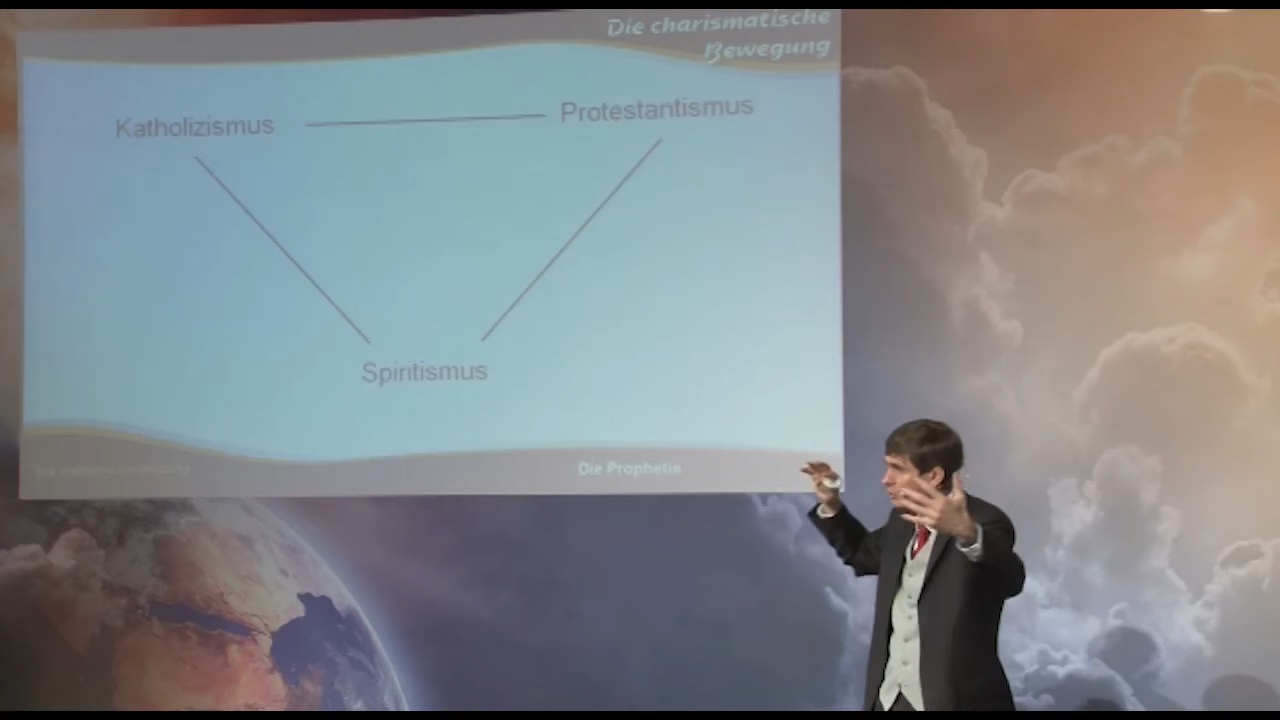 Die charismatische
Bewegung
Katholizismus
Protestantismus
Spiritismus
Die Prophetie